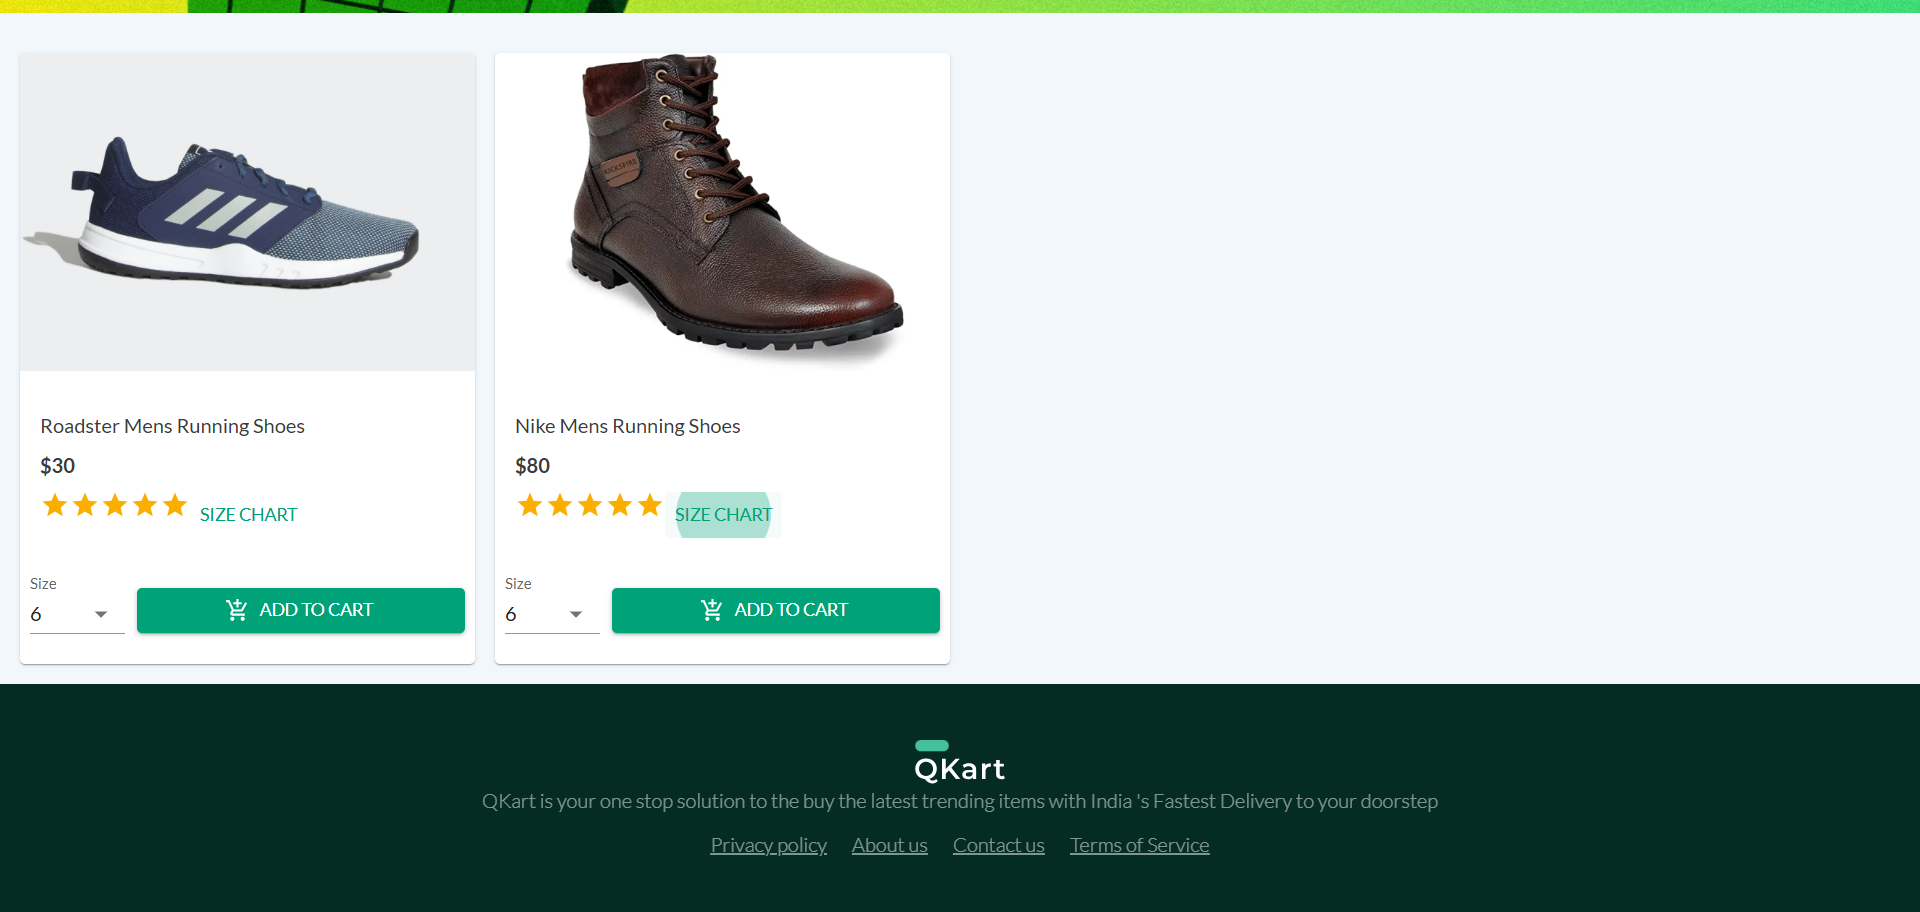 KICKSFIRE
Roadster Mens Running Shoes
$30
SIZE CHART
Size
6
ADD TO CART
Nike Mens Running Shoes
$80
SIZE CHART
Size
6
ADD TO CART
QKart
QKart is your one stop solution to the buy the latest trending items with India 's Fastest Delivery to your doorstep
Privacy policy About us Contact us Terms of Service